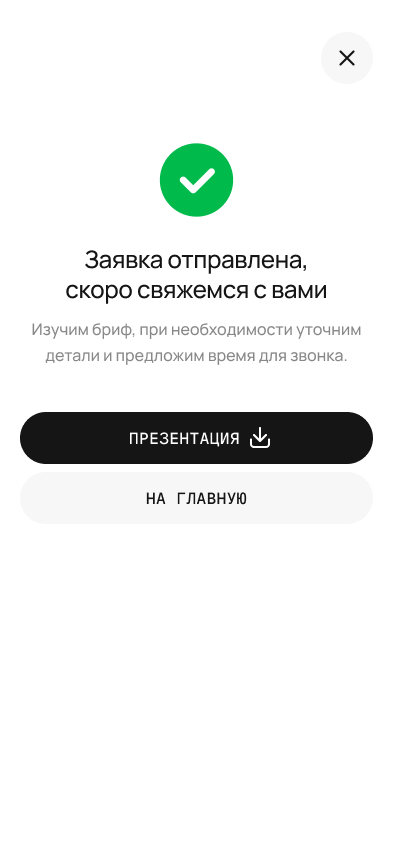 Заявка отправлена,
скоро свяжемся с вами
Изучим бриф, при необходимости уточним
детали и предложим время для звонка.
ПРЕЗЕНТАЦИЯ
НА ГЛАВНУЮ